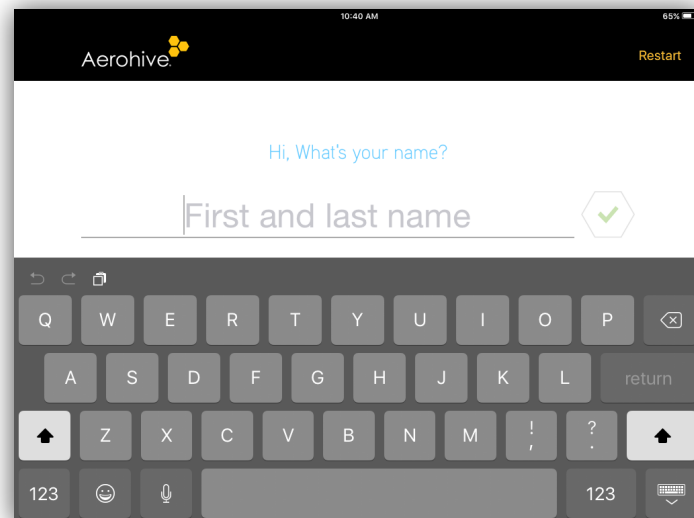 10:40 AM 65%
Aerohive
Restart
Hi, What's your name?
First and last name
Q W E R T Y U I O P
A S D F G H J K L return
Z X C V B N M ! , ? .
123 123